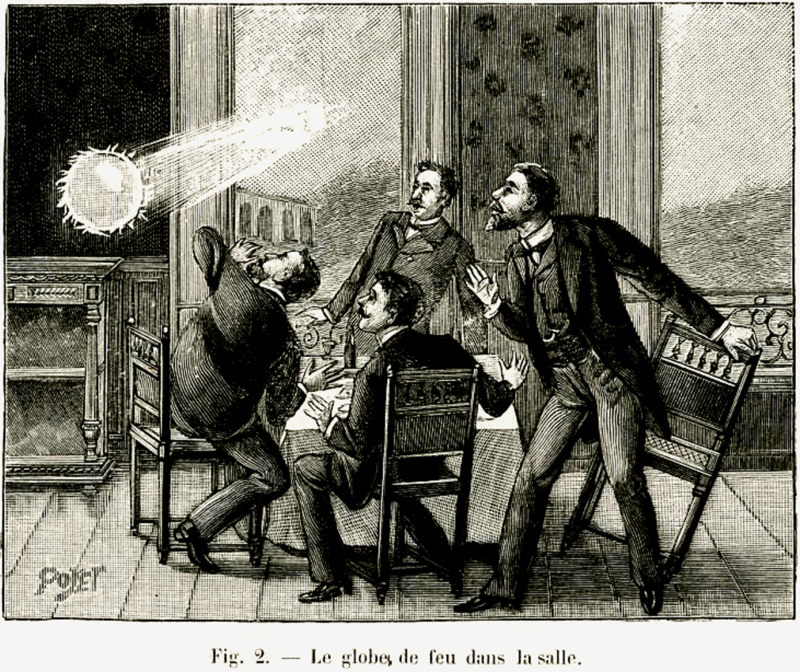 Poyet
Fig. 2. — Le globe de feu dans la salle.